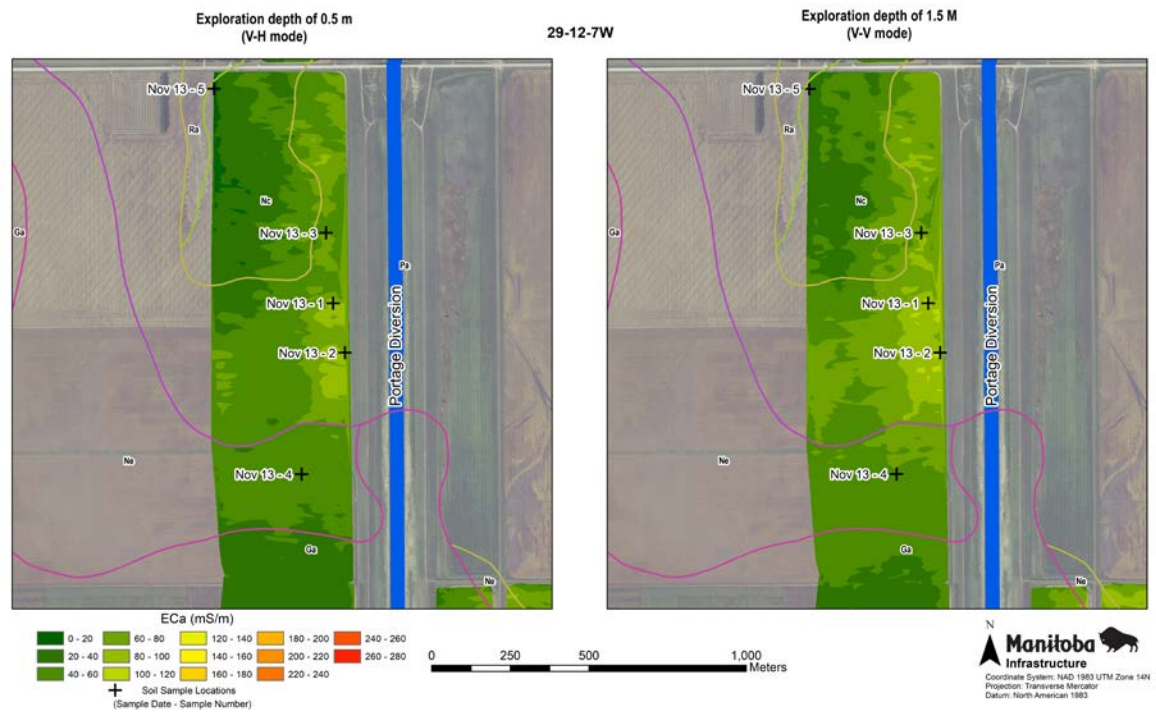 Exploration depth of 0.5 m
(V-H mode)
29-12-7W
Exploration depth of 1.5 M
(V-V mode)
Nov 13 - 5
Ra
Nc
Ga
Nov 13 - 3
Pa
Nov 13 - 1
Nov 13 - 2
Portage Diversion
Ne
Nov 13 - 4
Ga
Ne
Nov 13 - 5
Ra
Nc
Ga
Nov 13 - 3
Pa
Nov 13 - 1
Nov 13 - 2
Portage Diversion
Ne
Nov 13 - 4
Ga
Ne
ECa (mS/m)
0 - 20
20 - 40
40 - 60
60 - 80
80 - 100
100 - 120
120 - 140
140 - 160
160 - 180
180 - 200
200 - 220
220 - 240
240 - 260
260 - 280
Soil Sample Locations
(Sample Date - Sample Number)
0 250 500 1,000
Meters
N
Manitoba
Infrastructure
Coordinate System: NAD 1983 UTM Zone 14N
Projection: Transverse Mercator
Datum: North American 1983